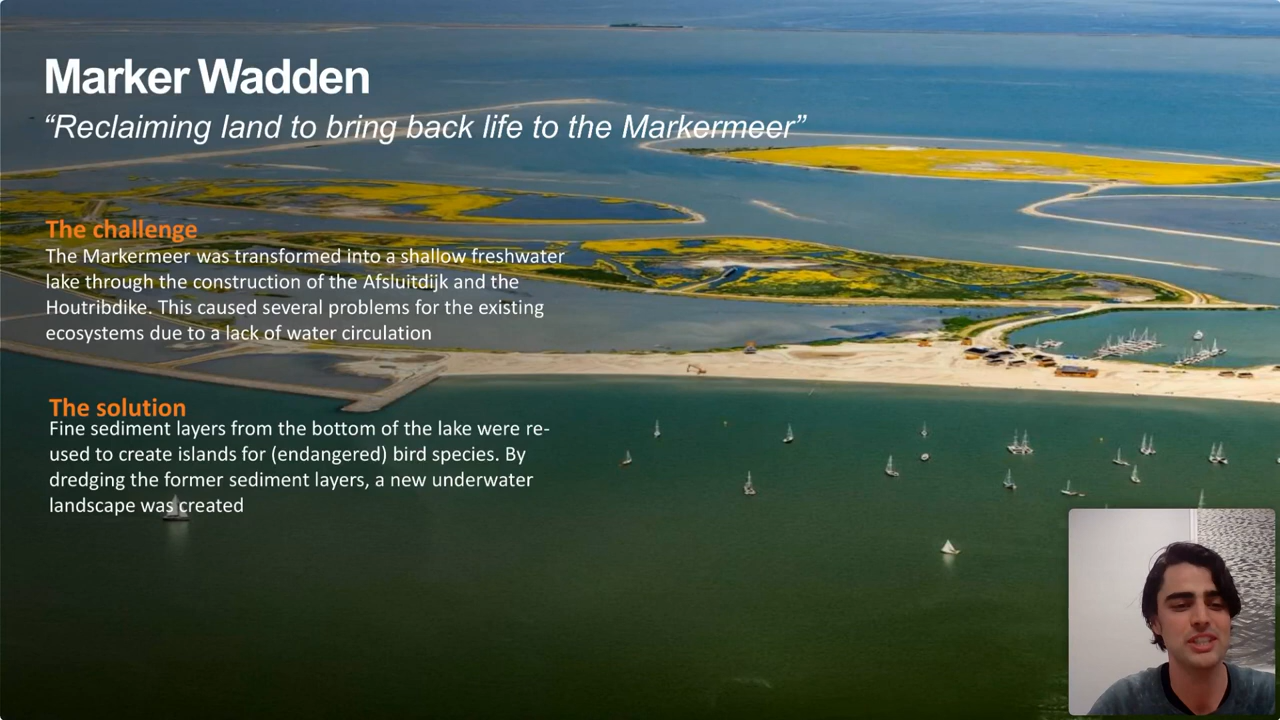 Marker Wadden
“Reclaiming land to bring back life to the Markermeer”
The challenge
The Markermeer was transformed into a shallow freshwater
lake through the construction of the Afsluitdijk and the
Houtribdike. This caused several problems for the existing
ecosystems due to a lack of water circulation
The solution
Fine sediment layers from the bottom of the lake were re-
used to create islands for (endangered) bird species. By
dredging the former sediment layers, a new underwater
landscape was created